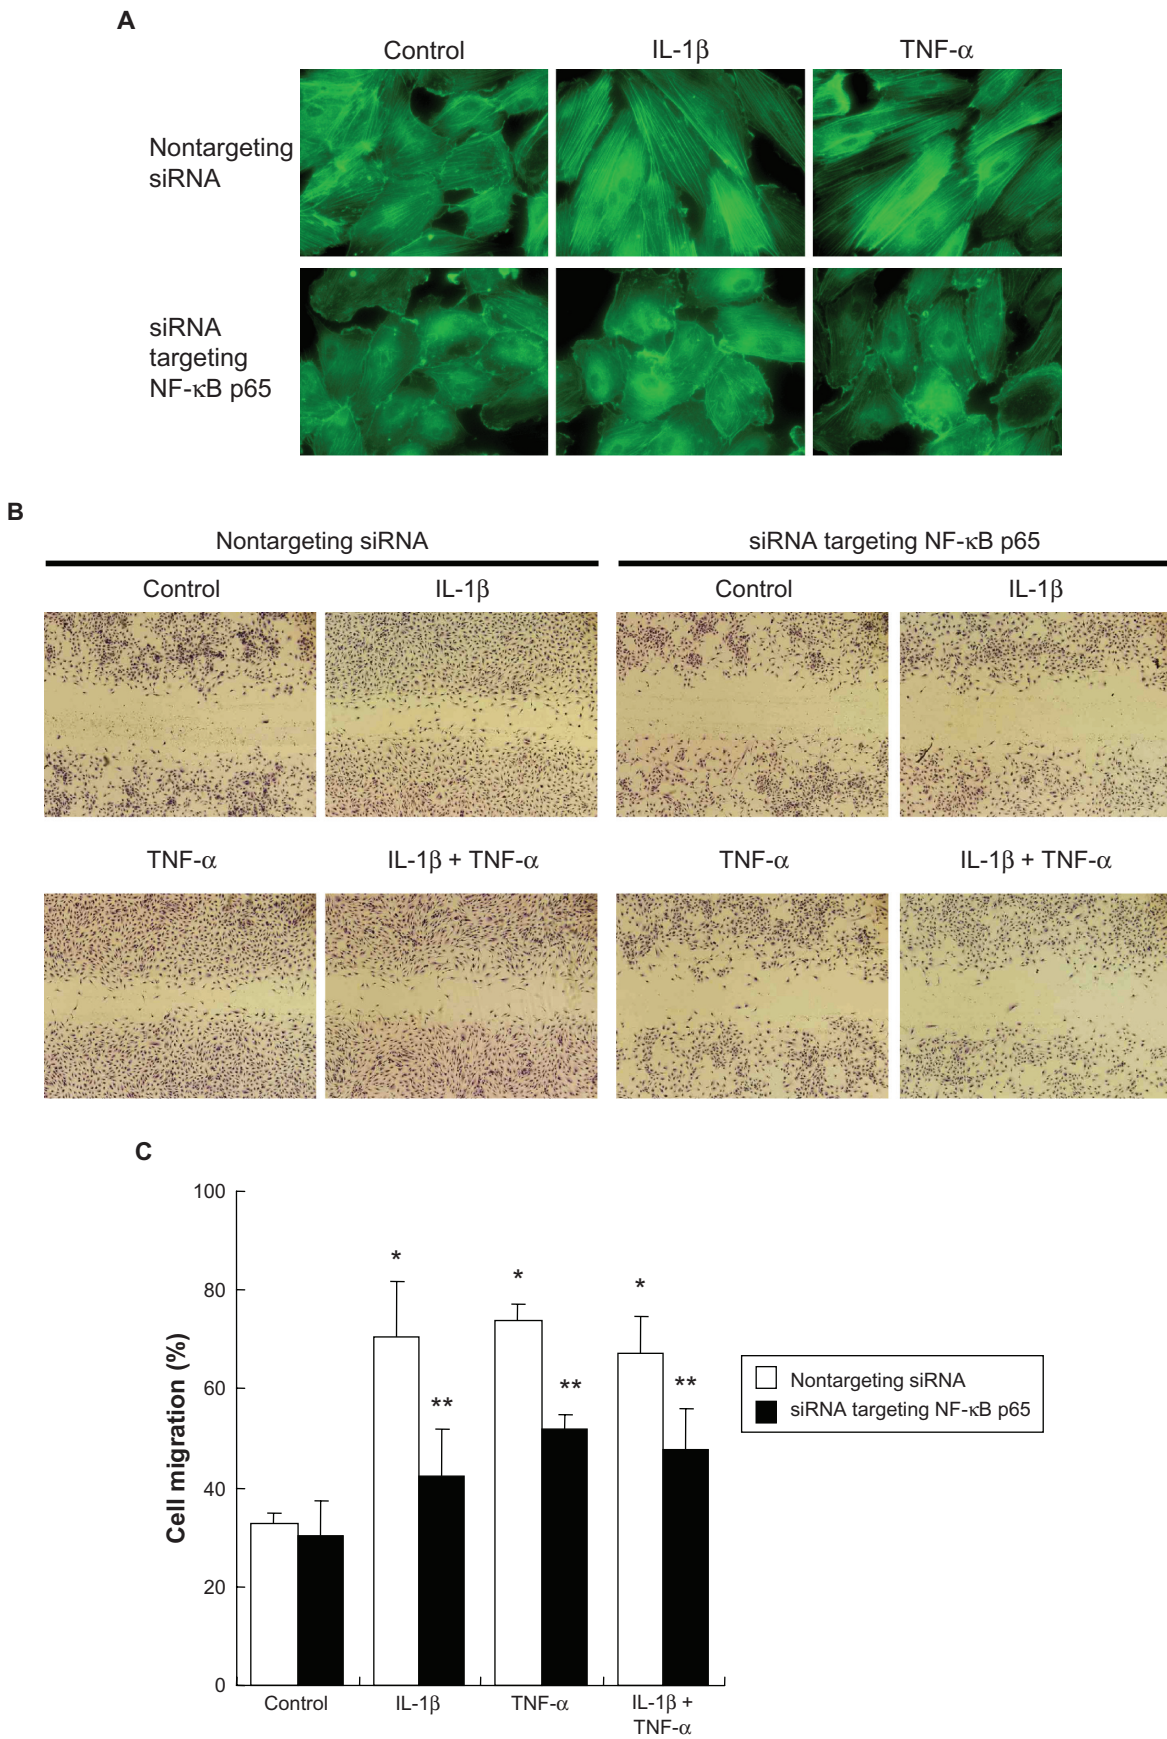 A
Control
IL-1β
TNF-α
Nontargeting
siRNA
siRNA
targeting
NF-κB p65
B
Nontargeting siRNA
siRNA targeting NF-κB p65
Control
IL-1β
Control
IL-1β
TNF-α
IL-1β + TNF-α
TNF-α
IL-1β + TNF-α
C
Cell migration (%)
100
80
60
40
20
0
*
**
*
**
*
**
Control
IL-1β
TNF-α
IL-1β +
TNF-α
Nontargeting siRNA
siRNA targeting NF-κB p65